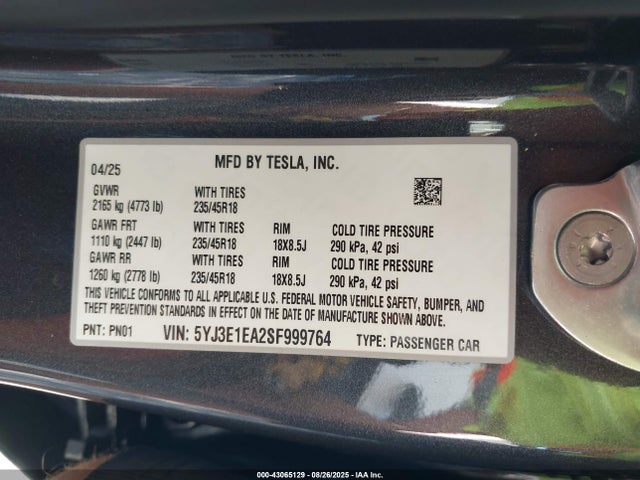 MFD BY TESLA, INC.
04/25
MFD BY TESLA, INC.
GVWR WITH TIRES
2165 kg (4773 lb) 235/45R18
GAWR FRT WITH TIRES RIM COLD TIRE PRESSURE
1110 kg (2447 lb) 235/45R18 18X8.5J 290 kPa, 42 psi
GAWR RR WITH TIRES RIM COLD TIRE PRESSURE
1260 kg (2778 lb) 235/45R18 18X8.5J 290 kPa, 42 psi
THIS VEHICLE CONFORMS TO ALL APPLICABLE U.S. FEDERAL MOTOR VEHICLE SAFETY, BUMPER, AND
THEFT PREVENTION STANDARDS IN EFFECT ON THE DATE OF MANUFACTURE SHOWN ABOVE.
PNT: PN01 VIN: 5YJ3E1EA2SF999764 TYPE: PASSENGER CAR
000-43065129 - 08/26/2025 - IAA Inc.